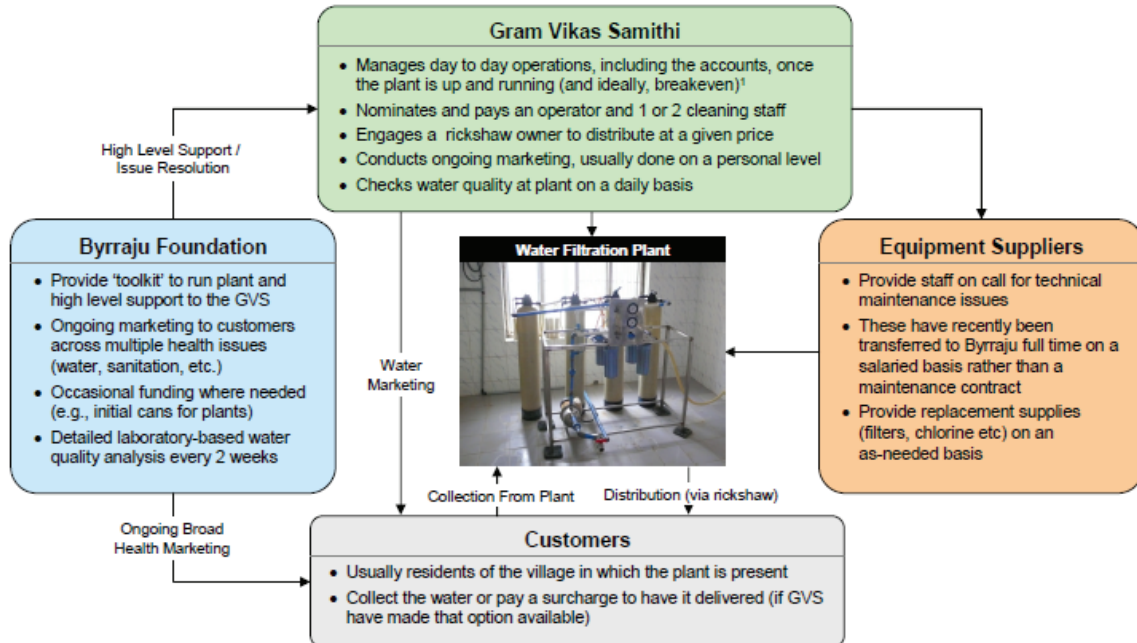 Gram Vikas Samithi
• Manages day to day operations, including the accounts, once
the plant is up and running (and ideally, breakeven)¹
• Nominates and pays an operator and 1 or 2 cleaning staff
• Engages a rickshaw owner to distribute at a given price
• Conducts ongoing marketing, usually done on a personal level
• Checks water quality at plant on a daily basis
High Level Support /
Issue Resolution
Byrraju Foundation
• Provide ‘toolkit’ to run plant and
high level support to the GVS
• Ongoing marketing to customers
across multiple health issues
(water, sanitation, etc.)
• Occasional funding where needed
(e.g., initial cans for plants)
• Detailed laboratory-based water
quality analysis every 2 weeks
Water
Marketing
Water Filtration Plant
Equipment Suppliers
• Provide staff on call for technical
maintenance issues
• These have recently been
transferred to Byrraju full time on a
salaried basis rather than a
maintenance contract
• Provide replacement supplies
(filters, chlorine etc) on an
as-needed basis
Collection From Plant
Distribution (via rickshaw)
Ongoing Broad
Health Marketing
Customers
• Usually residents of the village in which the plant is present
• Collect the water or pay a surcharge to have it delivered (if GVS
have made that option available)